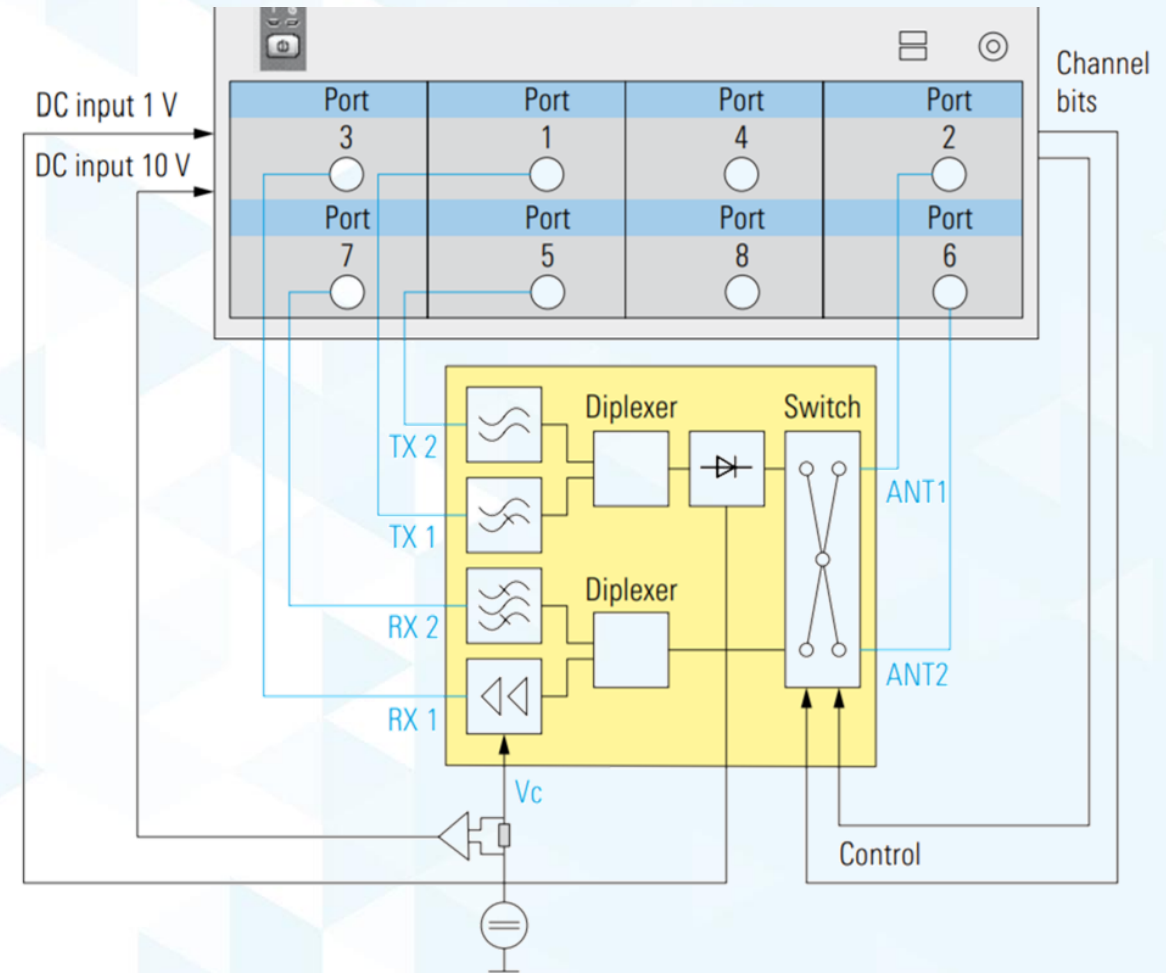 Channel
bits
DC input 1 V
DC input 10 V
Port
3
Port
1
Port
4
Port
2
Port
7
Port
5
Port
8
Port
6
TX 2
TX 1
RX 2
RX 1
Diplexer
Switch
Diplexer
ANT1
ANT2
Vc
Control